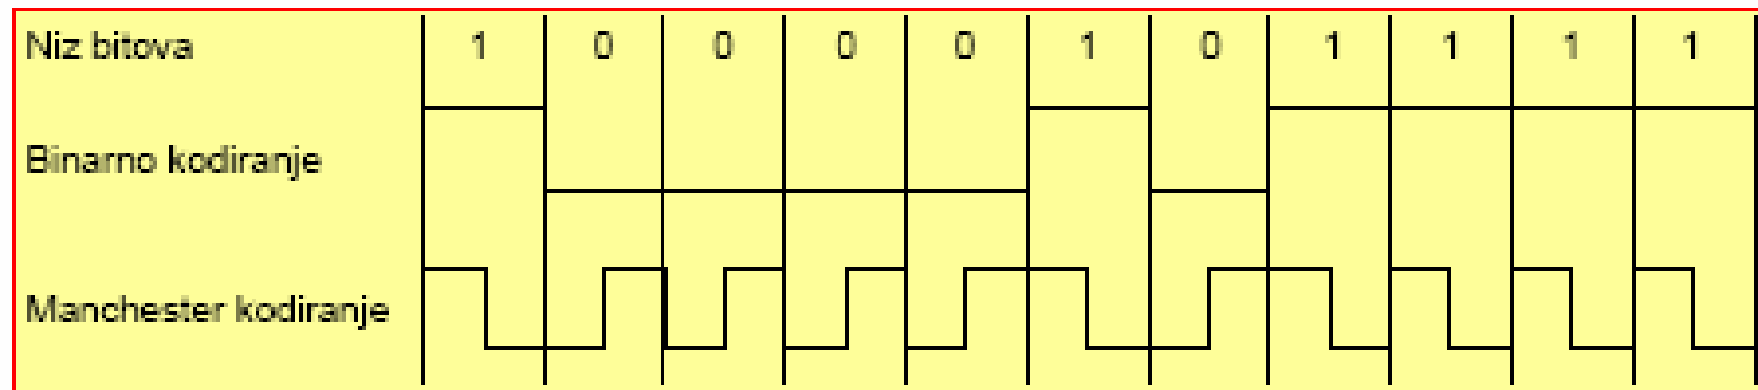 Niz bitova 1 0 0 0 0 1 0 1 1 1 1
Binarno kodiranje
Manchester kodiranje